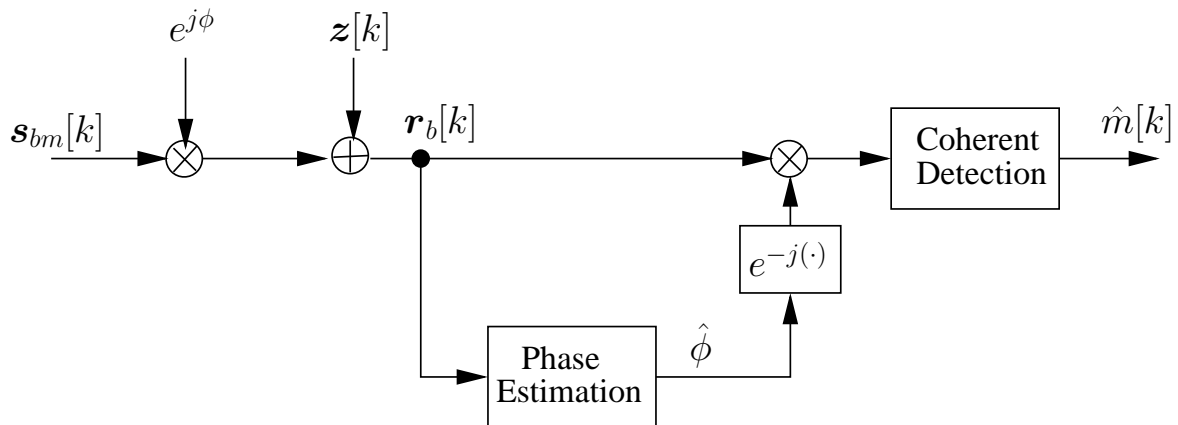 e^{jϕ}
z[k]
s_{bm}[k]
r_b[k]
Coherent
Detection
m̂[k]
e^{-j(·)}
Phase
Estimation
ϕ̂